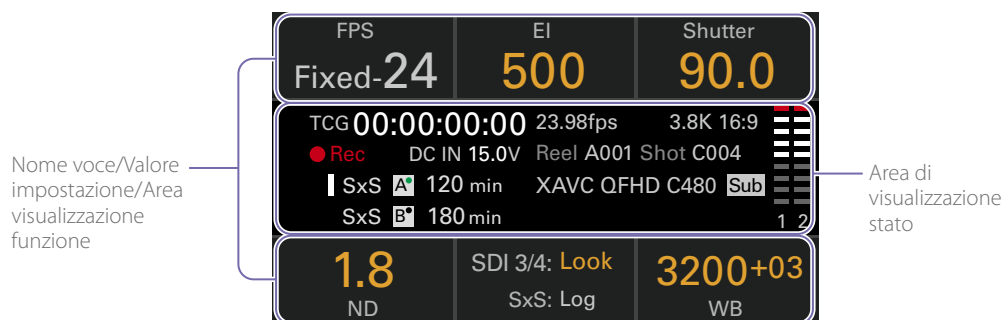 FPS EI Shutter
Fixed-24 500 90.0
TCG 00:00:00:00 23.98fps 3.8K 16:9
Rec DC IN 15.0V Reel A001 Shot C004
SxS A 120 min XAVC QFHD C480 Sub
SxS B 180 min 1 2
1.8 SDI 3/4: Look 3200+03
ND SxS: Log WB
Nome voce/Valore
impostazione/Area
visualizzazione
funzione
Area di
visualizzazione
stato